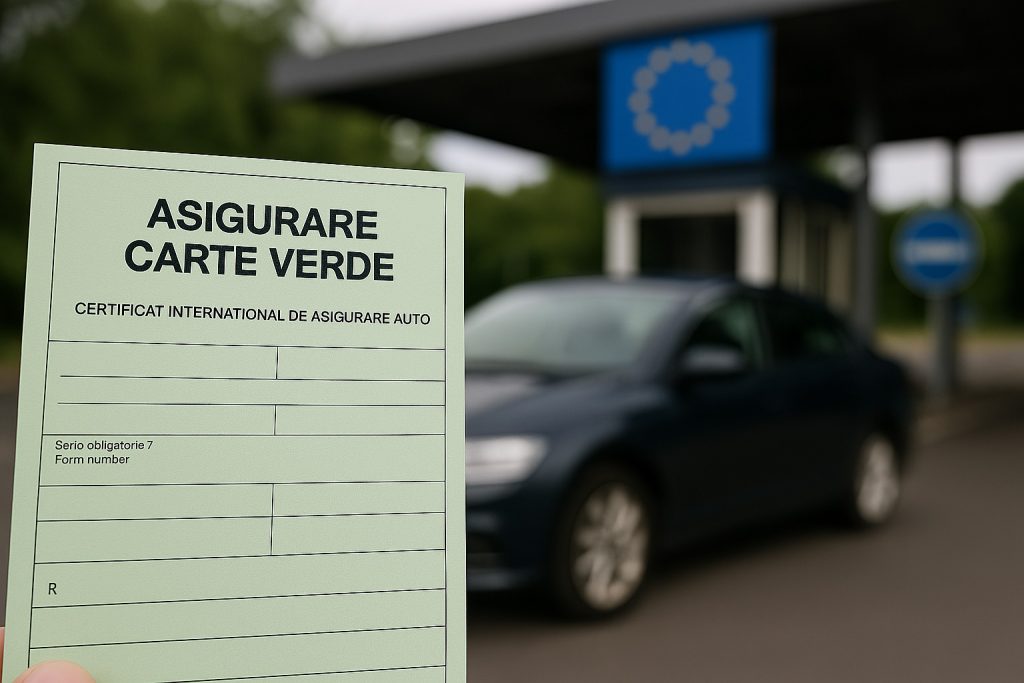 ASIGURARE
CARTE VERDE
CERTIFICAT INTERNATIONAL DE ASIGURARE AUTO
Serio obligatorie 7
Form number
R